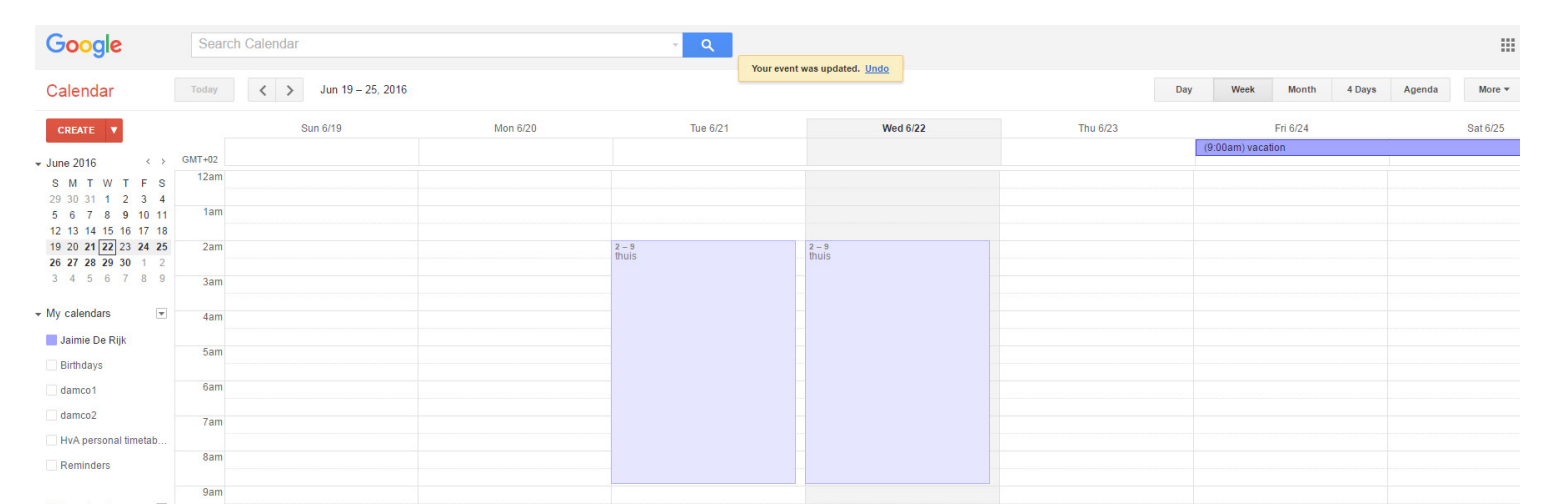 Google
Search Calendar
Your event was updated. Undo
Calendar
Today
Jun 19 – 25, 2016
Day Week Month 4 Days Agenda More
CREATE
Sun 6/19 Mon 6/20 Tue 6/21 Wed 6/22 Thu 6/23 Fri 6/24 Sat 6/25
(9:00am) vacation
GMT+02
June 2016
S M T W T F S
29 30 31 1 2 3 4
5 6 7 8 9 10 11
12 13 14 15 16 17 18
19 20 21 22 23 24 25
26 27 28 29 30 1 2
3 4 5 6 7 8 9
My calendars
Jaimie De Rijk
Birthdays
damco1
damco2
HvA personal timetab...
Reminders
12am
1am
2am
3am
4am
5am
6am
7am
8am
9am
2 – 9
thuis
2 – 9
thuis